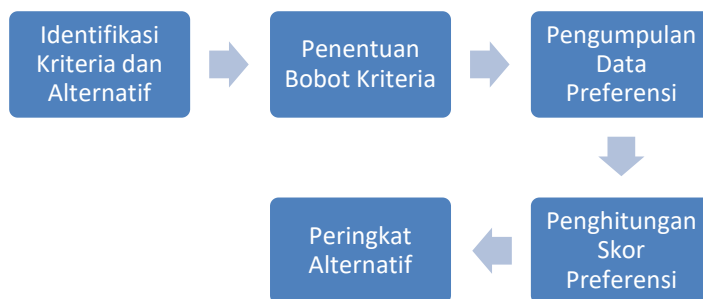 Identifikasi
Kriteria dan
Alternatif
Penentuan
Bobot Kriteria
Pengumpulan
Data
Preferensi
Penghitungan
Skor
Preferensi
Peringkat
Alternatif